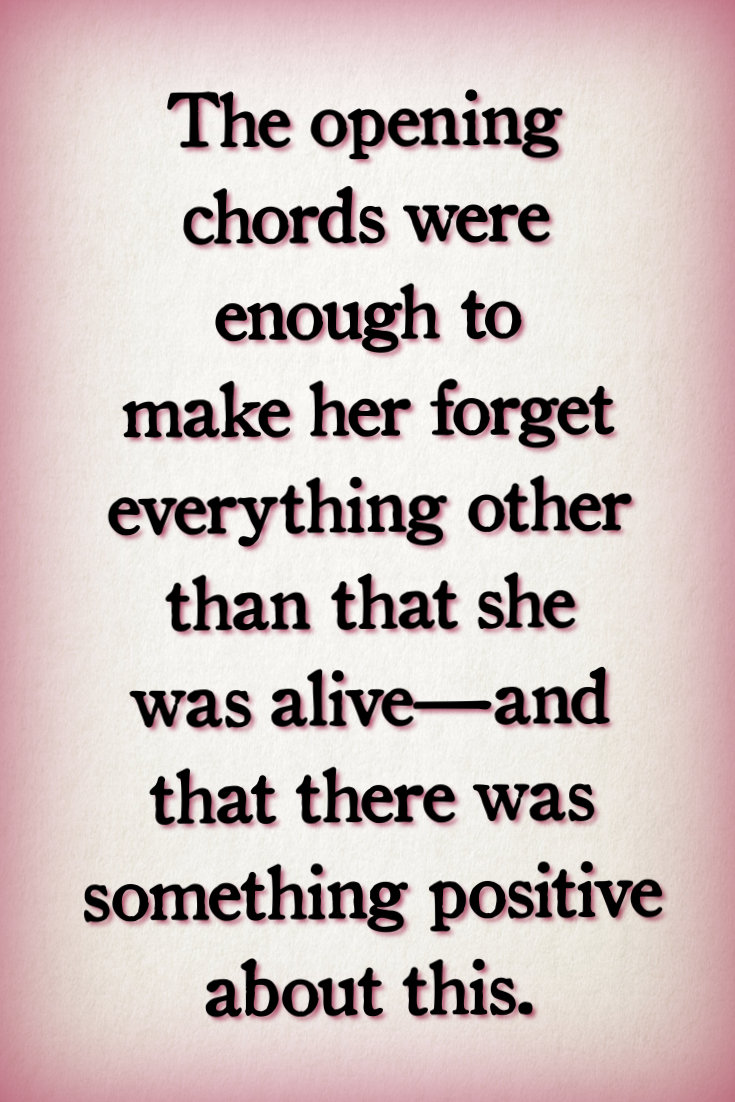 The opening
chords were
enough to
make her forget
everything other
than that she
was alive—and
that there was
something positive
about this.